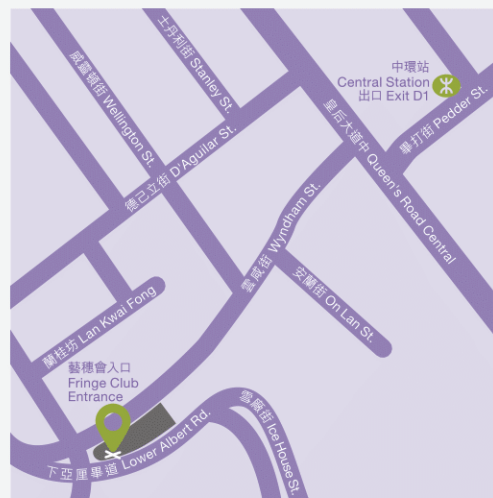 士丹利街 Stanley St.
威靈頓街 Wellington St.
中環站
Central Station
出口 Exit D1
畢打街 Pedder St.
皇后大道中 Queen's Road Central
德己立街 D'Aguilar St.
雲咸街 Wyndham St.
安蘭街 On Lan St.
蘭桂坊 Lan Kwai Fong
藝穗會入口
Fringe Club
Entrance
雪廠街 Ice House St.
下亞厘畢道 Lower Albert Rd.